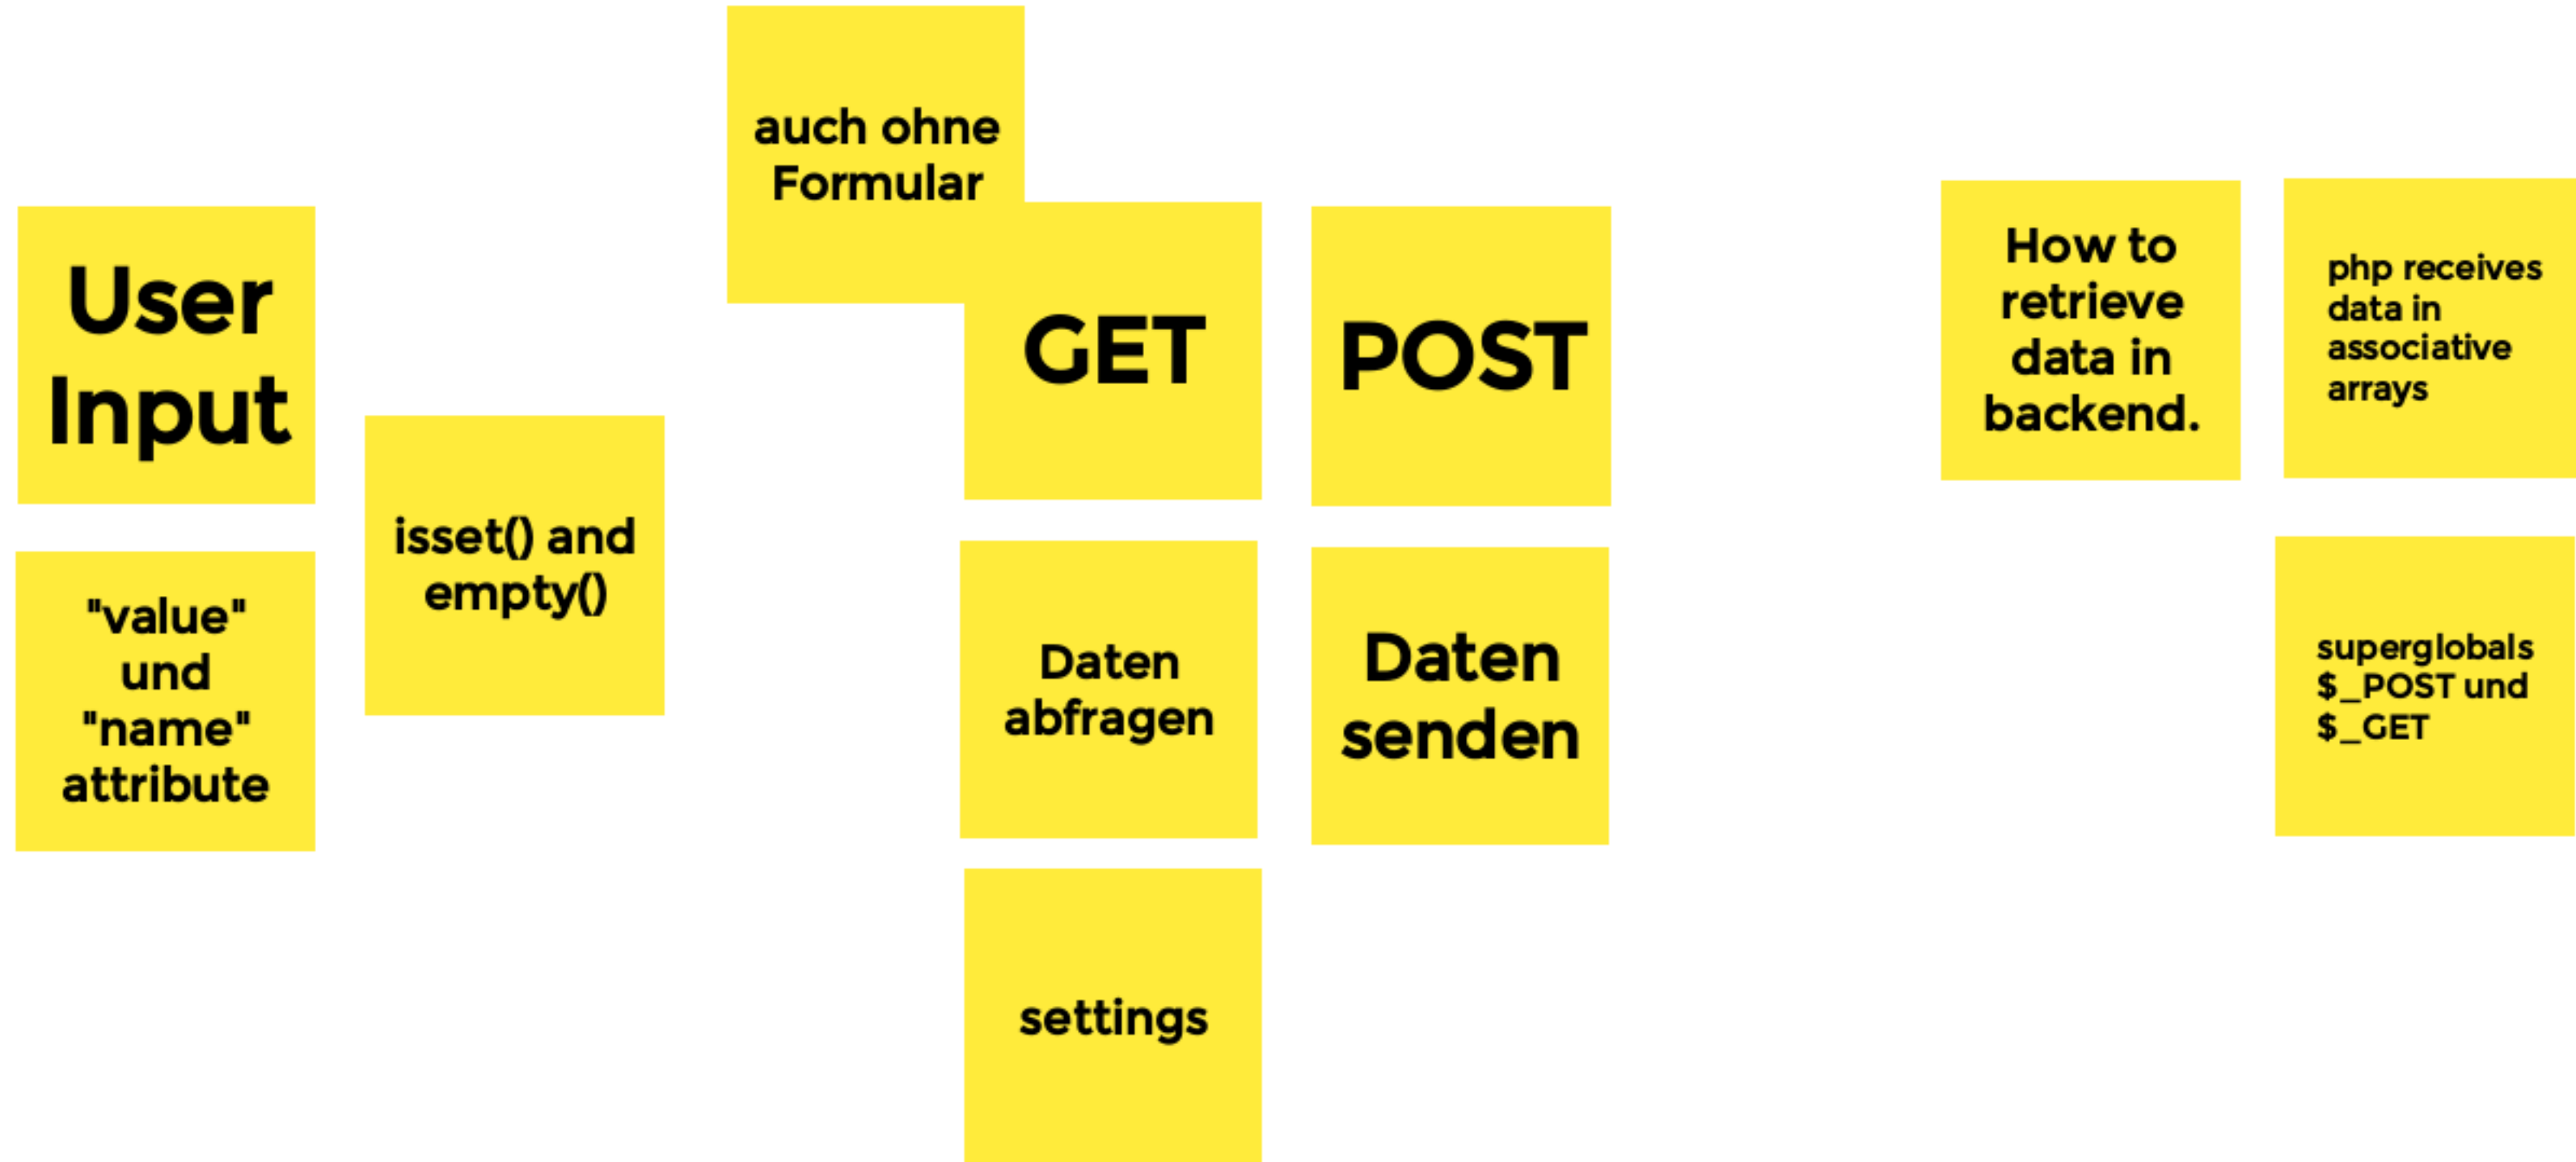 auch ohne
Formular
User
Input
"value"
und
"name"
attribute
isset() and
empty()
GET
Daten
abfragen
settings
POST
Daten
senden
How to
retrieve
data in
backend.
php receives
data in
associative
arrays
superglobals
$_POST und
$_GET